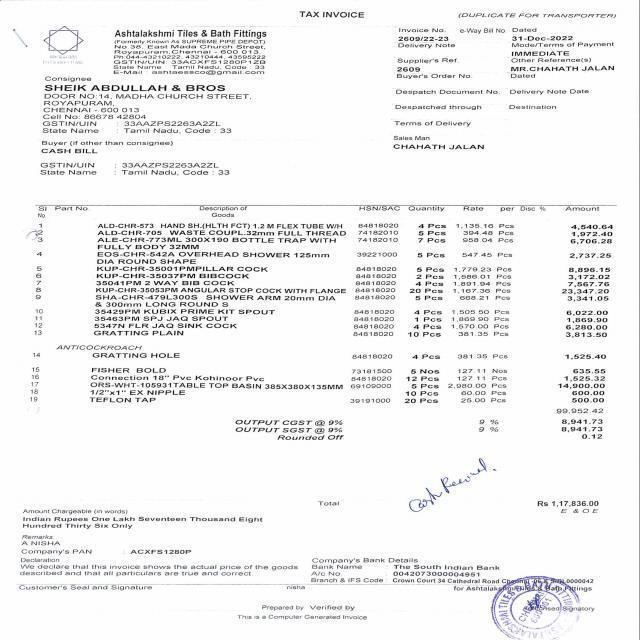 TAX INVOICE
(DUPLICATE FOR TRANSPORTER)
Ashtalakshmi Tiles & Bath Fittings
(Formerly Known As SUPREME PIPE DEPOT)
No 38, East Mada Church Street,
Royapuram, Chennai - 600 013
Ph:044-43210222, 43210444,
GSTIN/UIN: 33ACXFS1280P1ZB
State Name : Tamil Nadu, Code : 33
E-Mail : ashtaessco@gmail.com
Invoice No. e-Way Bill No. Dated
2609/22-23 31-Dec-2022
Delivery Note Mode/Terms of Payment
IMMEDIATE
Supplier's Ref. Other Reference(s)
2609 MR.CHAHATH JALAN
Buyer's Order No. Dated
Despatch Document No. Delivery Note Date
Despatched through Destination
Terms of Delivery
Sales Man
CHAHATH JALAN
Consignee
SHEIK ABDULLAH & BROS
DOOR NO:14, MADHA CHURCH STREET,
ROYAPURAM,
CHENNAI - 600 013
Cell No: 86678 42804
GSTIN/UIN : 33AAZPS2263A2ZL
State Name : Tamil Nadu, Code : 33
Buyer (if other than consignee)
CASH BILL
GSTIN/UIN : 33AAZPS2263A2ZL
State Name : Tamil Nadu, Code : 33
Sl No. Part No. Description of Goods HSN/SAC Quantity Rate per Disc % Amount
1 ALD-CHR-573 HAND SH.(HLTH FCT) 1.2 M FLEX TUBE W/H 84818020 4 Pcs 1,135.16 Pcs 4,540.64
2 ALD-CHR-705 WASTE COUPL.32mm FULL THREAD 74182010 5 Pcs 394.48 Pcs 1,972.40
3 ALE-CHR-773ML 300X190 BOTTLE TRAP WITH 74182010 7 Pcs 958.04 Pcs 6,706.28
FULLY BODY 32MM
4 EOS-CHR-542A OVERHEAD SHOWER 125mm 39221000 5 Pcs 547.45 Pcs 2,737.25
DIA ROUND SHAPE
5 KUP-CHR-35001PMPILLAR COCK 84818020 5 Pcs 1,779.23 Pcs 8,896.15
6 KUP-CHR-35037PM BIBCOCK 84818020 2 Pcs 1,586.01 Pcs 3,172.02
7 35041PM 2 WAY BIB COCK 84818020 4 Pcs 1,891.94 Pcs 7,567.76
8 KUP-CHR-35053PM ANGULAR STOP COCK WITH FLANGE 84818020 20 Pcs 1,167.36 Pcs 23,347.20
9 SHA-CHR-479L300S SHOWER ARM 20mm DIA 84818020 5 Pcs 668.21 Pcs 3,341.05
& 300mm LONG ROUND S
10 35429PM KUBIX PRIME KIT SPOUT 84818020 4 Pcs 1,505.50 Pcs 6,022.00
11 35463PM SPJ JAQ SPOUT 84818020 1 Pcs 1,869.90 Pcs 1,869.90
12 5347N FLR JAQ SINK COCK 84818020 4 Pcs 1,570.00 Pcs 6,280.00
13 GRATTING PLAIN 84818020 10 Pcs 381.35 Pcs 3,813.50
ANTICOCKROACH
14 GRATTING HOLE 84818020 4 Pcs 381.35 Pcs 1,525.40
15 FISHER BOLD 73181500 5 Nos 127.11 Nos 635.55
16 Connection 18" Pvc Kohinoor Pvc 84818020 12 Pcs 127.11 Pcs 1,525.32
17 ORS-WHT-105931TABLE TOP BASIN 385X380X135MM 69109000 5 Pcs 2,980.00 Pcs 14,900.00
18 1/2"x1" EX NIPPLE 10 Pcs 60.00 Pcs 600.00
19 TEFLON TAP 39191000 20 Pcs 25.00 Pcs 500.00
99,952.42
OUTPUT CGST @ 9% 9 % 8,941.73
OUTPUT SGST @ 9% 9 % 8,941.73
Rounded Off 0.12
Cash Received.
Total Rs 1,17,836.00
Amount Chargeable (in words) E & O E
Indian Rupees One Lakh Seventeen Thousand Eight
Hundred Thirty Six Only
Remarks
A NISHA
Company's PAN : ACXFS1280P
Declaration
We declare that this invoice shows the actual price of the goods
described and that all particulars are true and correct.
Company's Bank Details
Bank Name : The South Indian Bank
A/c No. : 0042073000004951
Branch & IFS Code : Crown Court 34 Cathedral Road
Customer's Seal and Signature nisha for Ashtalakshmi Tiles & Bath Fittings
Prepared by Verified by Authorised Signatory
This is a Computer Generated Invoice